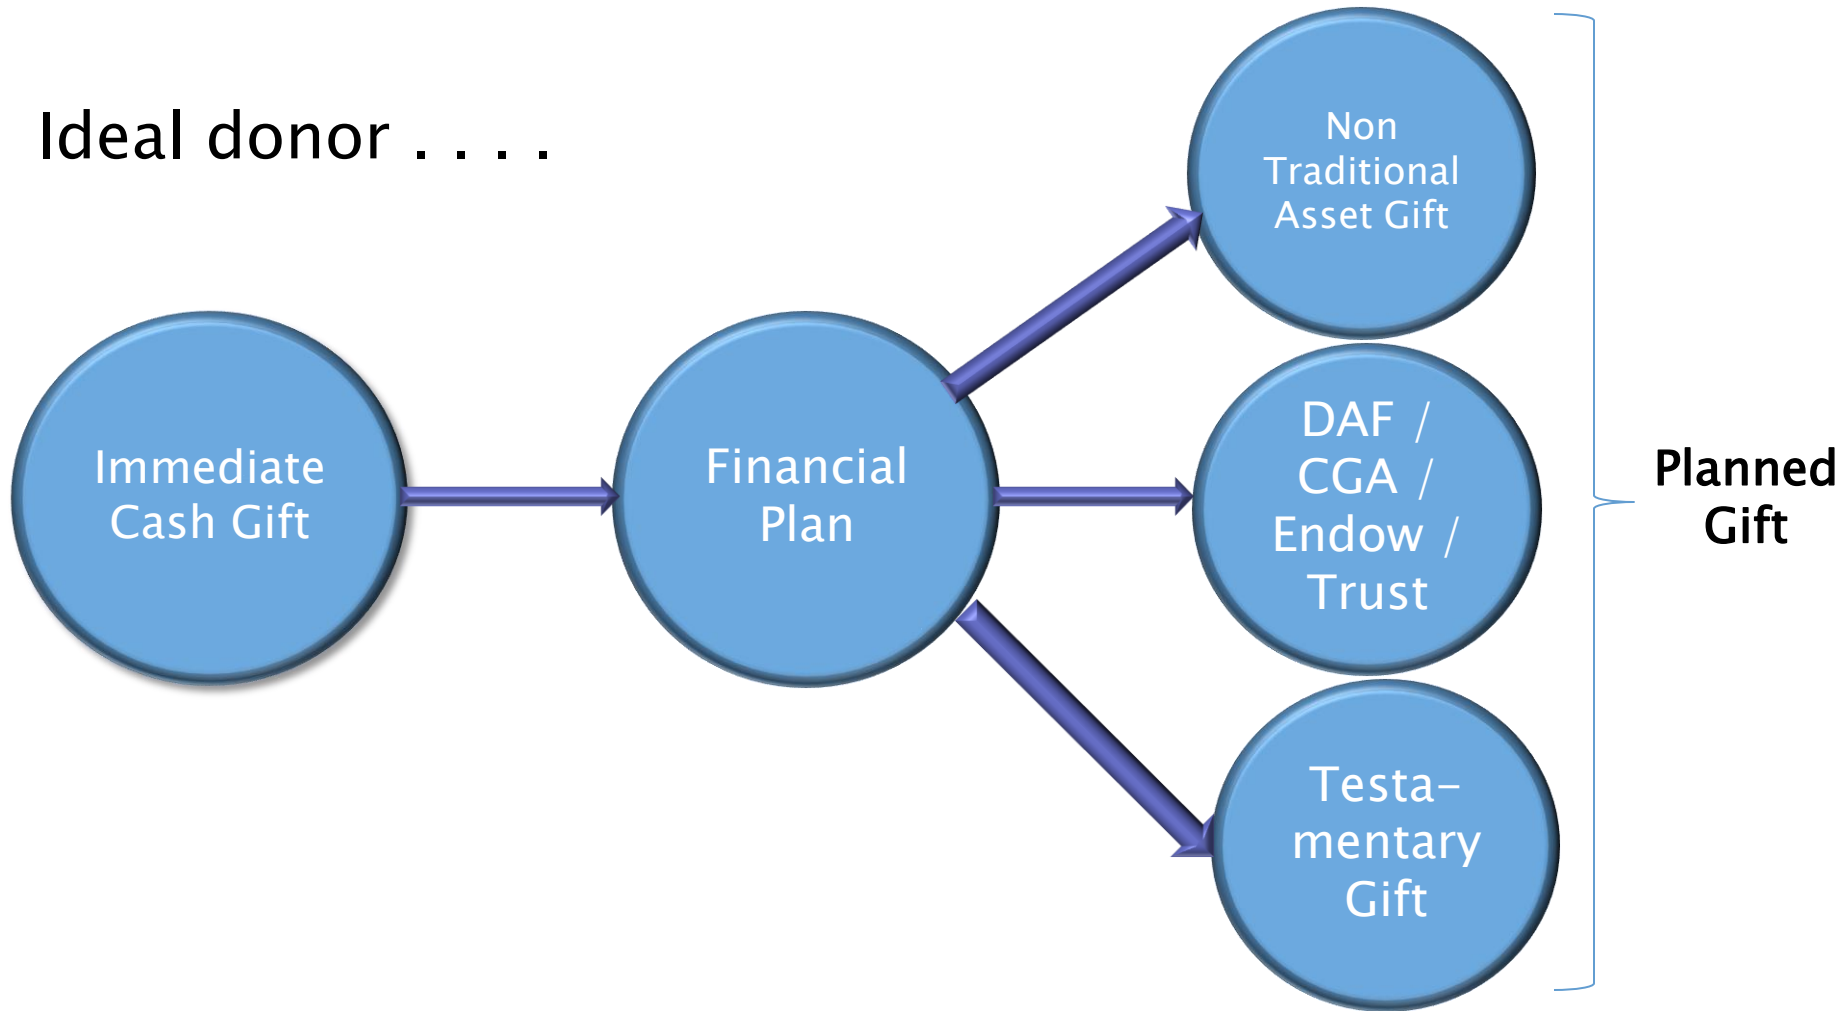 Ideal donor . . . .
Immediate
Cash Gift
Financial
Plan
Non
Traditional
Asset Gift
DAF /
CGA /
Endow /
Trust
Testa-
mentary
Gift
Planned
Gift